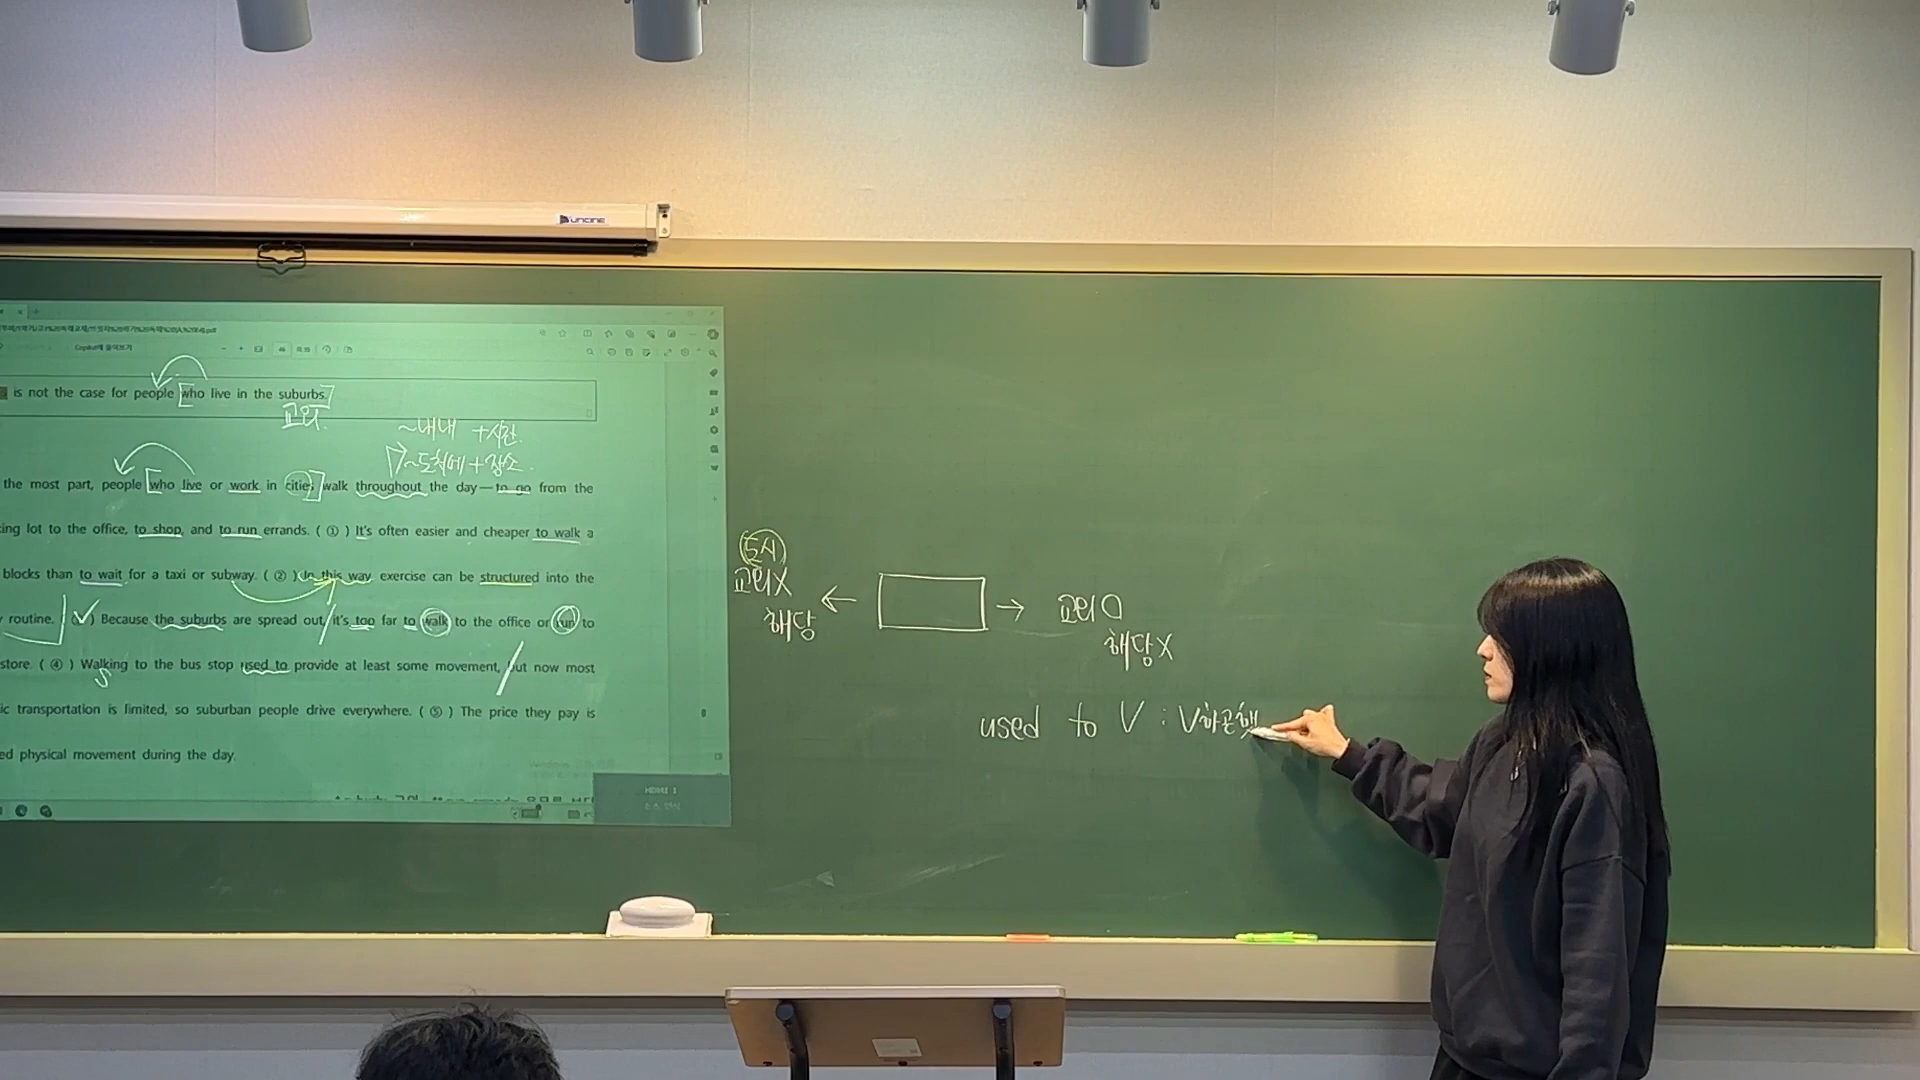 UNCINE
is not the case for people who live in the suburbs.
교외.
~내내 +시간.
~도처에 + 장소.
the most part, people who live or work in cities walk throughout the day—to go from the
ing lot to the office, to shop, and to run errands. ( ① ) It's often easier and cheaper to walk a
blocks than to wait for a taxi or subway. ( ② ) In this way exercise can be structured into the
routine. ( ) Because the suburbs are spread out, it's too far to walk to the office or run to
store. ( ④ ) Walking to the bus stop used to provide at least some movement, but now most
S
ic transportation is limited, so suburban people drive everywhere. ( ⑤ ) The price they pay is
ed physical movement during the day.
HDMI 1
도시
교외X
해당
교외O
해당X
used to V : V하곤했